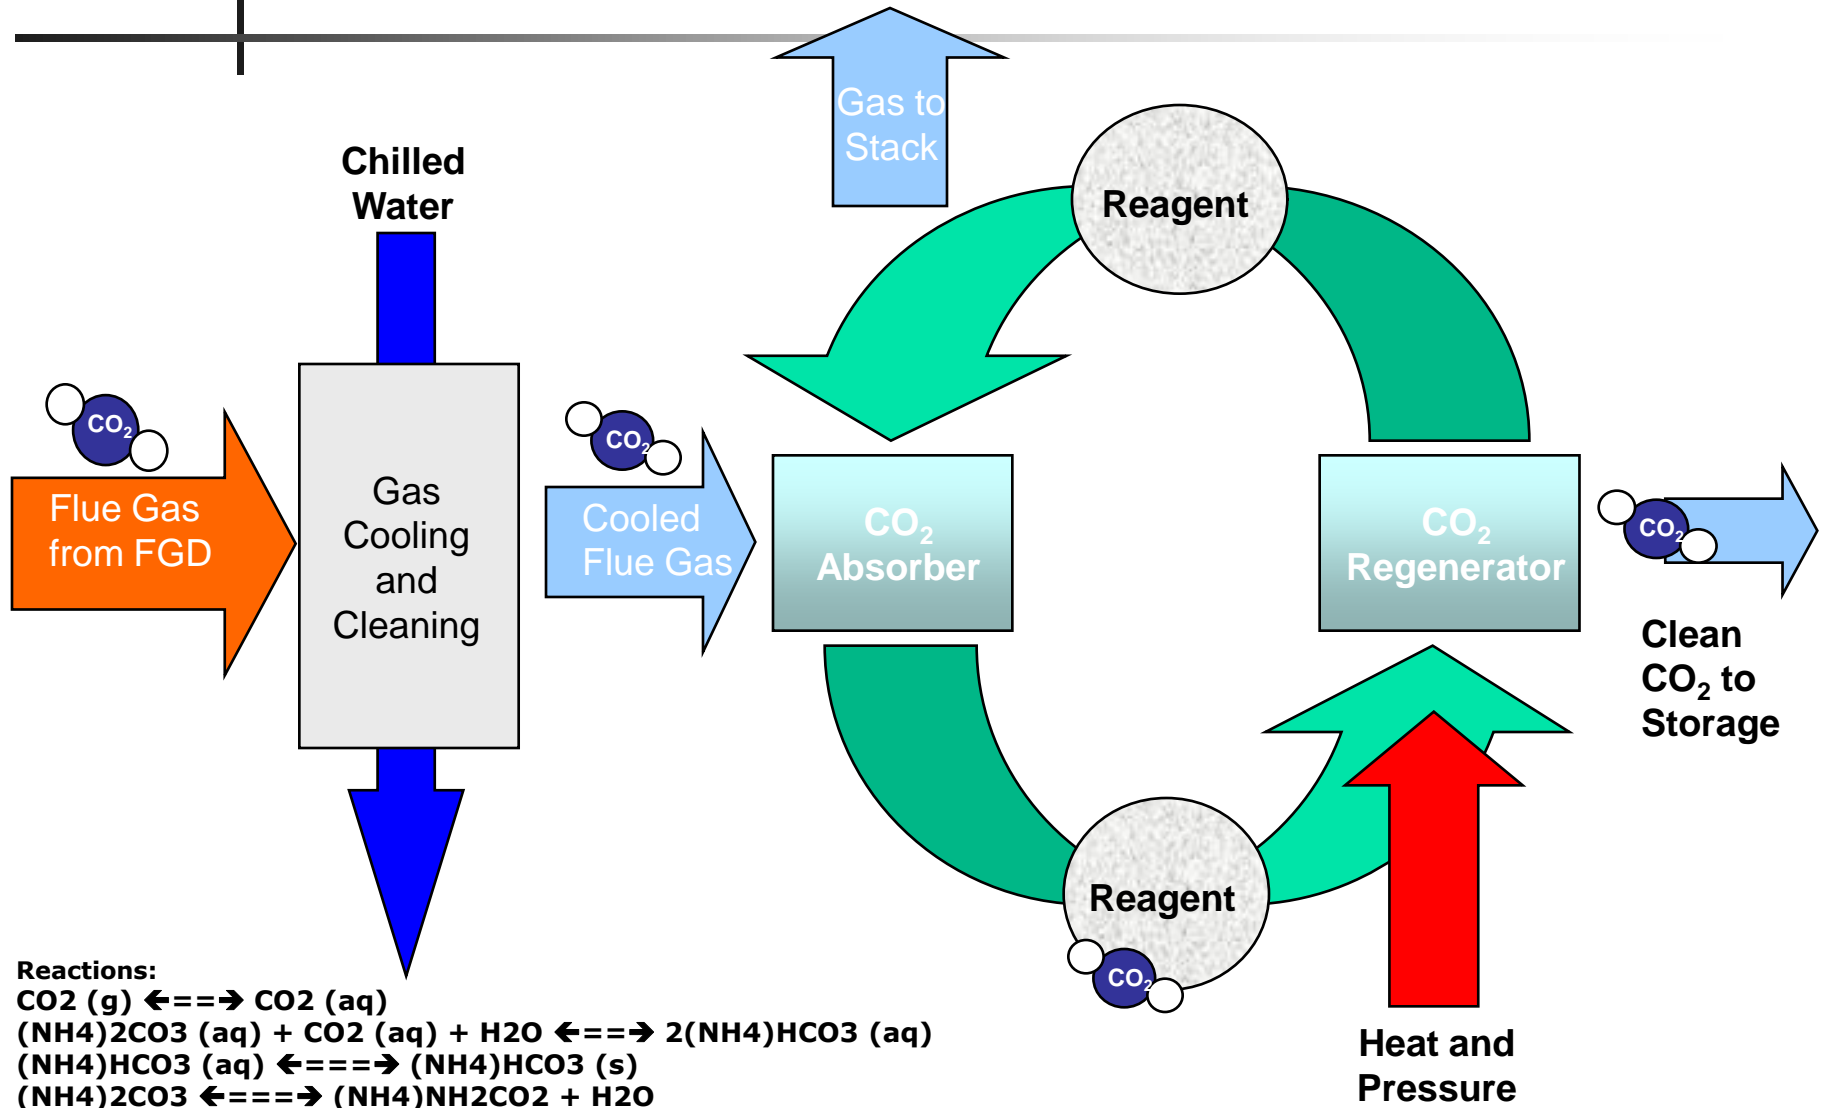 Gas to
Stack
Chilled
Water
Reagent
CO₂
Flue Gas
from FGD
Gas
Cooling
and
Cleaning
CO₂
Cooled
Flue Gas
CO₂
Absorber
CO₂
Regenerator
CO₂
Clean
CO₂ to
Storage
Reagent
CO₂
Heat and
Pressure
Reactions:
CO2 (g) 🡸==🡺 CO2 (aq)
(NH4)2CO3 (aq) + CO2 (aq) + H2O 🡸==🡺 2(NH4)HCO3 (aq)
(NH4)HCO3 (aq) 🡸===🡺 (NH4)HCO3 (s)
(NH4)2CO3 🡸===🡺 (NH4)NH2CO2 + H2O